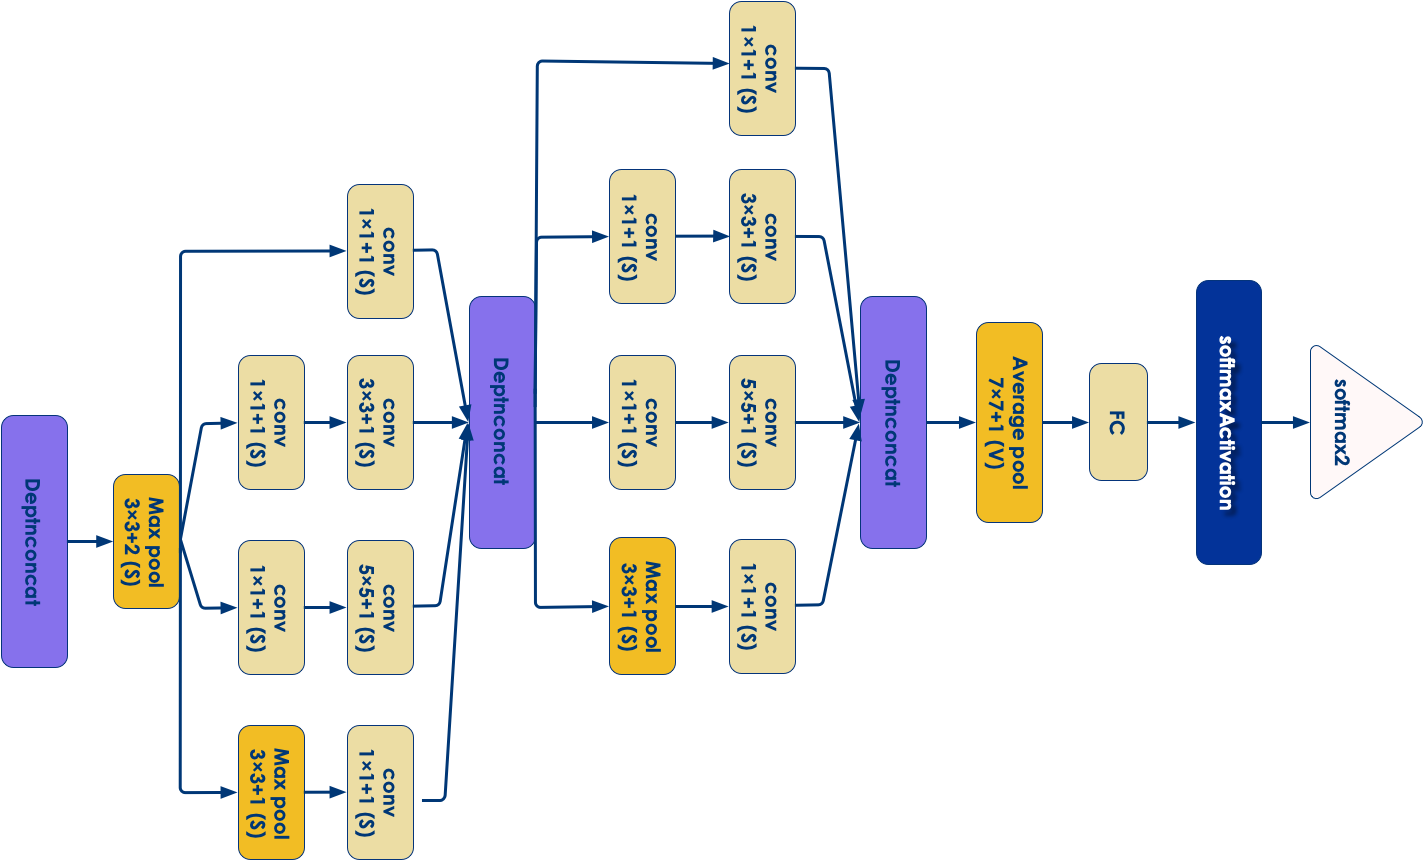 Deptnconcat
Max pool
3×3+2 (S)
conv
1×1+1 (S)
conv
1×1+1 (S)
conv
3×3+1 (S)
conv
1×1+1 (S)
conv
5×5+1 (S)
Max pool
3×3+1 (S)
conv
1×1+1 (S)
Deptnconcat
conv
1×1+1 (S)
conv
1×1+1 (S)
conv
3×3+1 (S)
conv
1×1+1 (S)
conv
5×5+1 (S)
Max pool
3×3+1 (S)
conv
1×1+1 (S)
Deptnconcat
Average pool
7×7+1 (V)
FC
softmaxActivation
softmax2